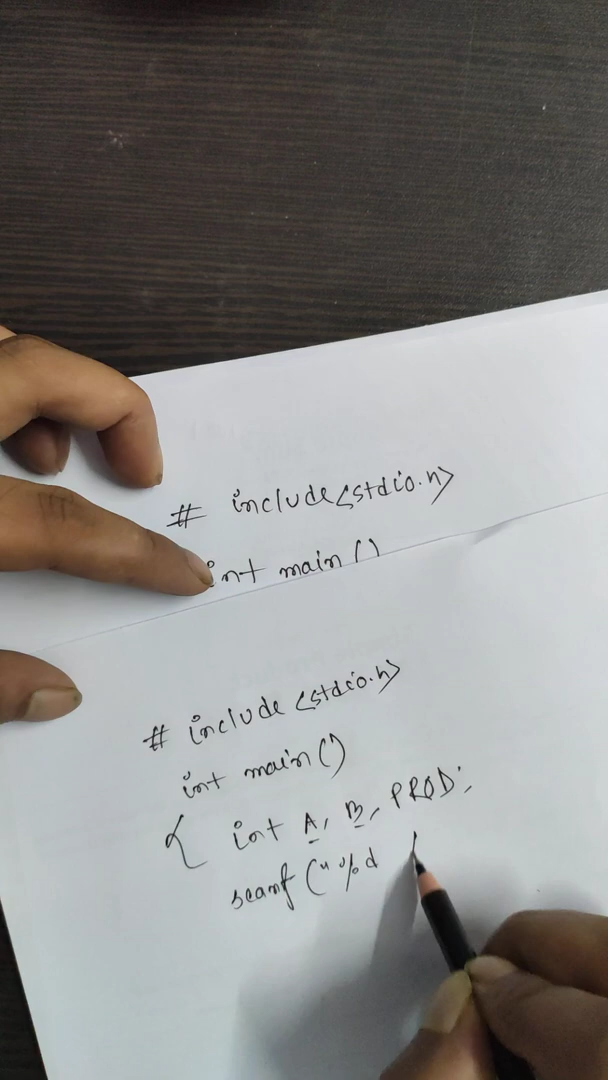 # include<stdio.h>
int main ()
# include <stdio.h>
int main ()
{ int A, B, PROD;
scanf ("%d